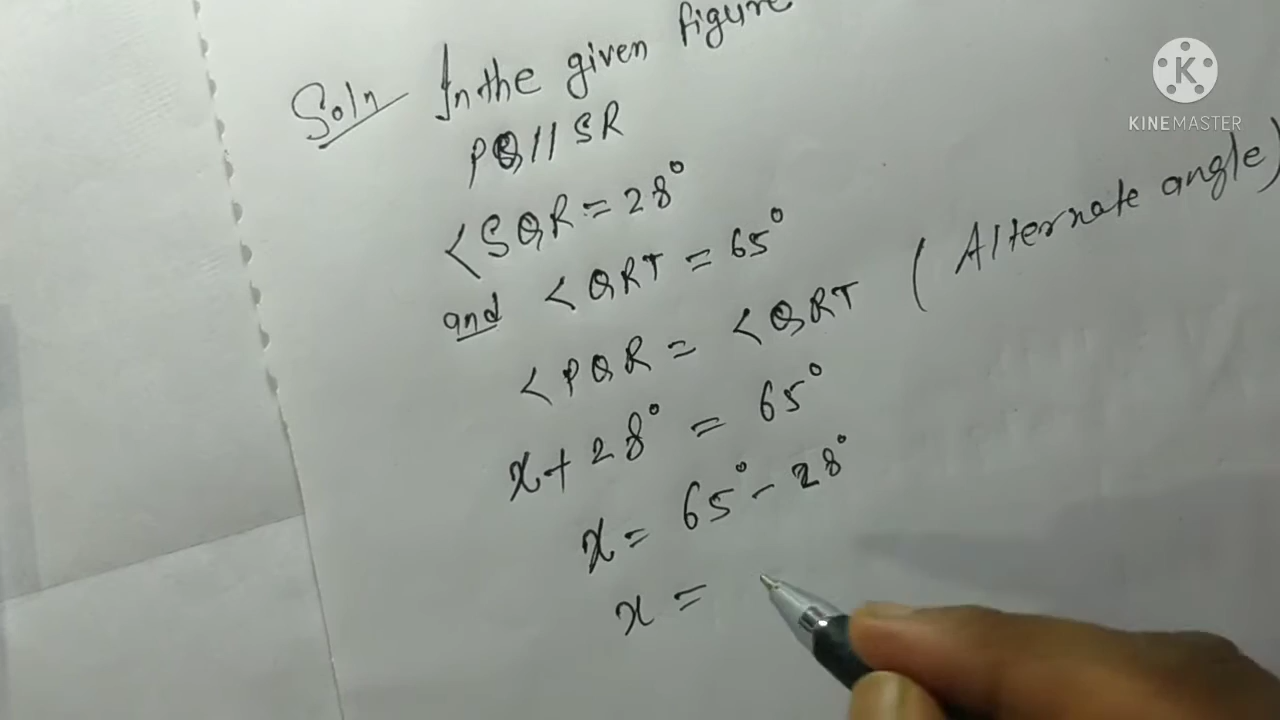 Soln In the given figure
PQ // SR
<SQR = 28°
and <QRT = 65°
<PQR = <QRT (Alternate angle)
x + 28° = 65°
x = 65° - 28°
x =
K
KINEMASTER